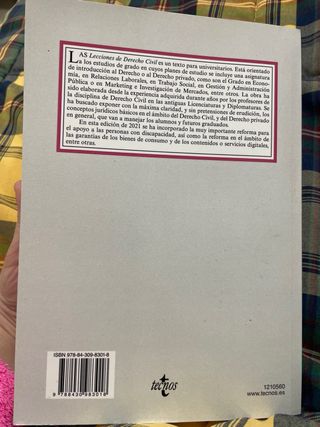 LAS Lecciones de Derecho Civil es un texto para universitarios. Está orientado
a los estudios de grado en cuyos planes de estudio se incluye una asignatura
de introducción al Derecho o al Derecho privado, como son el Grado en Econo-
mía, en Relaciones Laborales, en Trabajo Social, en Gestión y Administración
Pública o en Marketing e Investigación de Mercados, entre otros. La obra ha
sido elaborada desde la experiencia adquirida durante años por los profesores de
la disciplina de Derecho Civil en las antiguas Licenciaturas y Diplomaturas. Se
ha buscado exponer con la máxima claridad, y sin pretensiones de erudición, los
conceptos jurídicos básicos en el ámbito del Derecho Civil, y del Derecho privado
en general, que van a manejar los alumnos y futuros graduados.
En esta edición de 2021 se ha incorporado la muy importante reforma para
el apoyo a las personas con discapacidad, así como la reforma en el ámbito de
las garantías de los bienes de consumo y de los contenidos o servicios digitales,
entre otras.
ISBN 978-84-309-8301-8
9 788430 983018
tecnos
1210560
www.tecnos.es